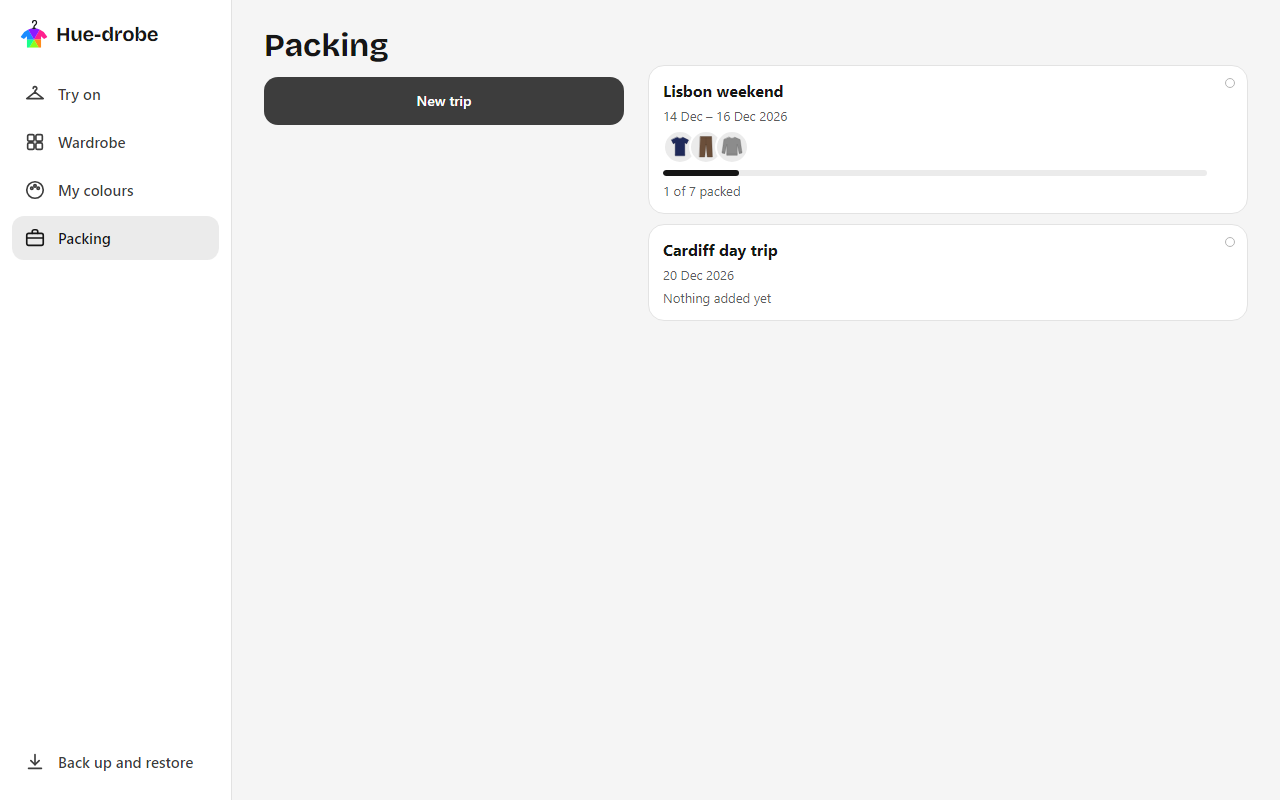 Hue-drobe
Try on
Wardrobe
My colours
Packing
Back up and restore
Packing
New trip
Lisbon weekend
14 Dec – 16 Dec 2026
1 of 7 packed
Cardiff day trip
20 Dec 2026
Nothing added yet